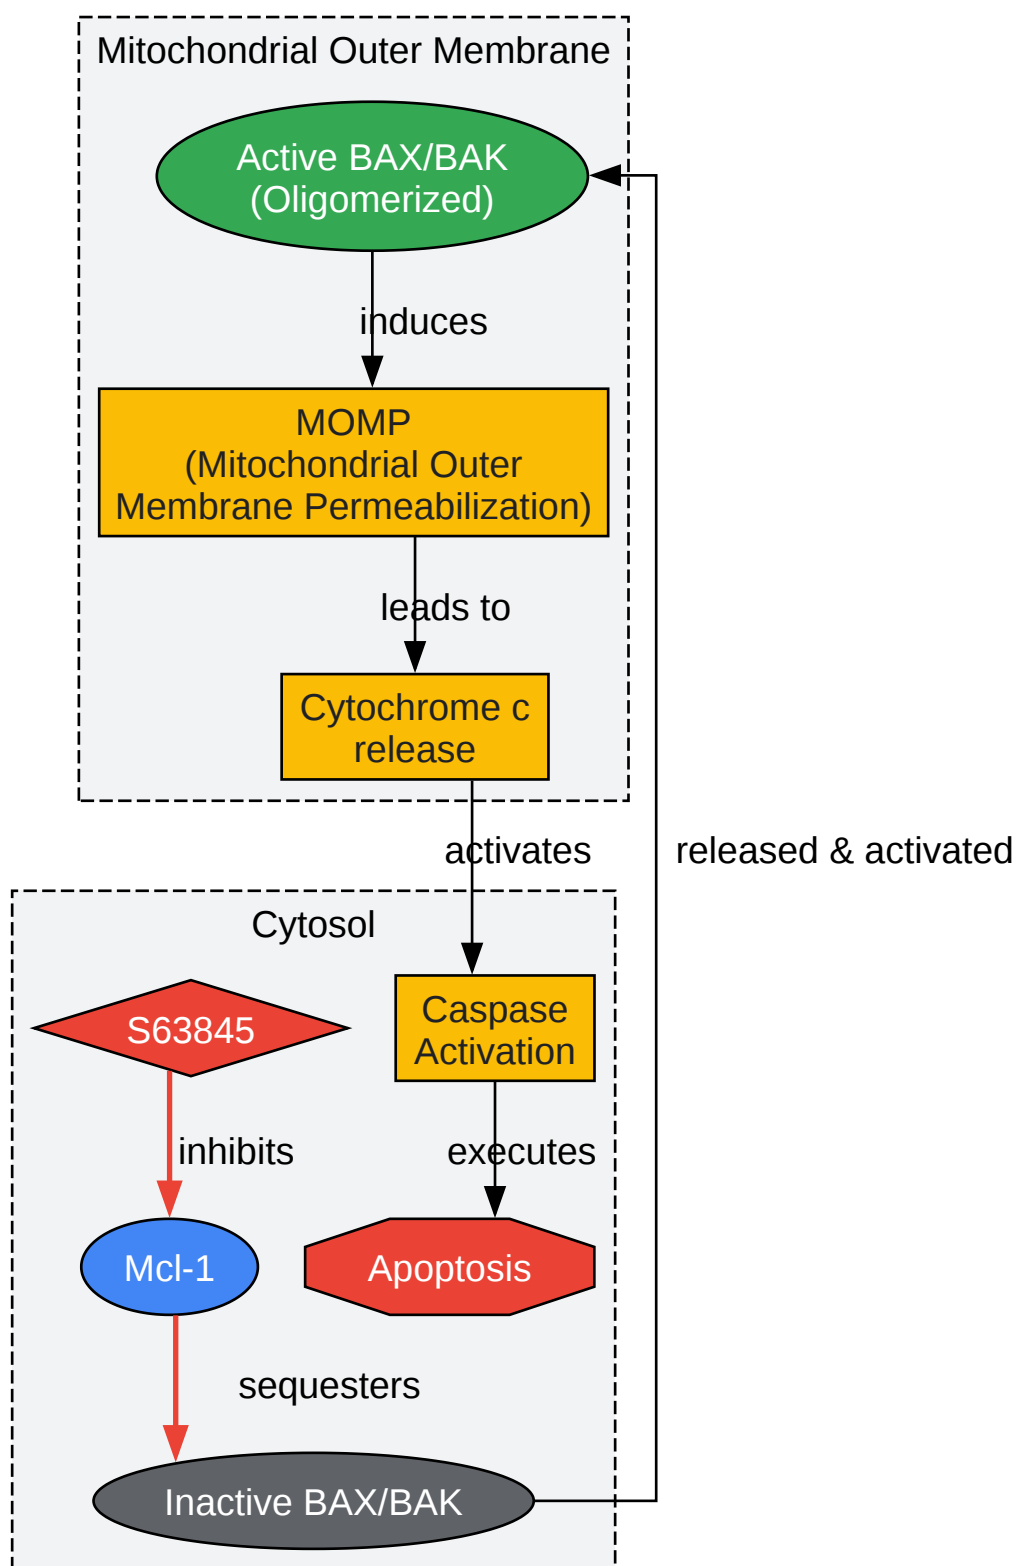 Mitochondrial Outer Membrane
Active BAX/BAK
(Oligomerized)
induces
MOMP
(Mitochondrial Outer
Membrane Permeabilization)
leads to
Cytochrome c
release
activates
released & activated
Cytosol
S63845
Caspase
Activation
inhibits
executes
Mcl-1
Apoptosis
sequesters
Inactive BAX/BAK